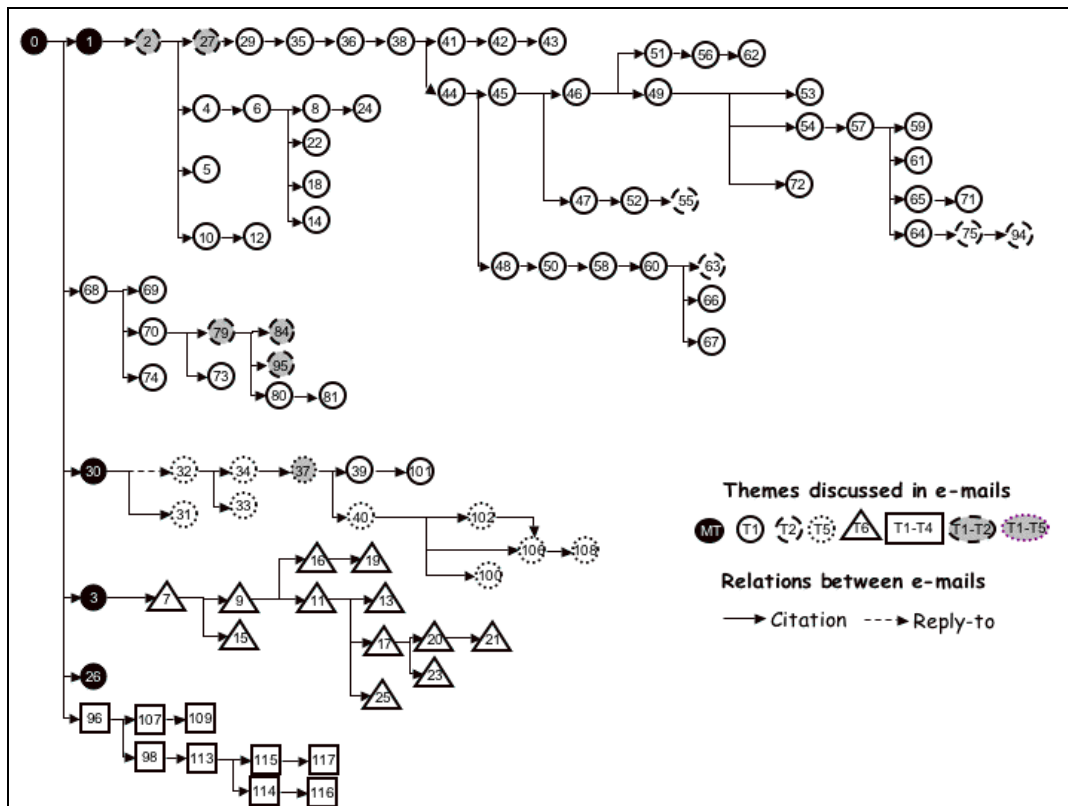 0 1 2 27 29 35 36 38 41 42 43
51 56 62
44 45 46 49 53
4 6 8 24
54 57 59
22
5 61
18 72
47 52 55 65 71
14
10 12 64 75 94
48 50 58 60 63
68 69
66
70 79 84 67
95
74 73
80 81
30 32 34 37 39 101
31 33 40 102
106 108
100
16 19
3 7 9 11 13
15 17 20 21
23
26
25
96 107 109
98 113 115 117
114 116
Themes discussed in e-mails
MT T1 T2 T5 T6 T1-T4 T1-T2 T1-T5
Relations between e-mails
Citation Reply-to